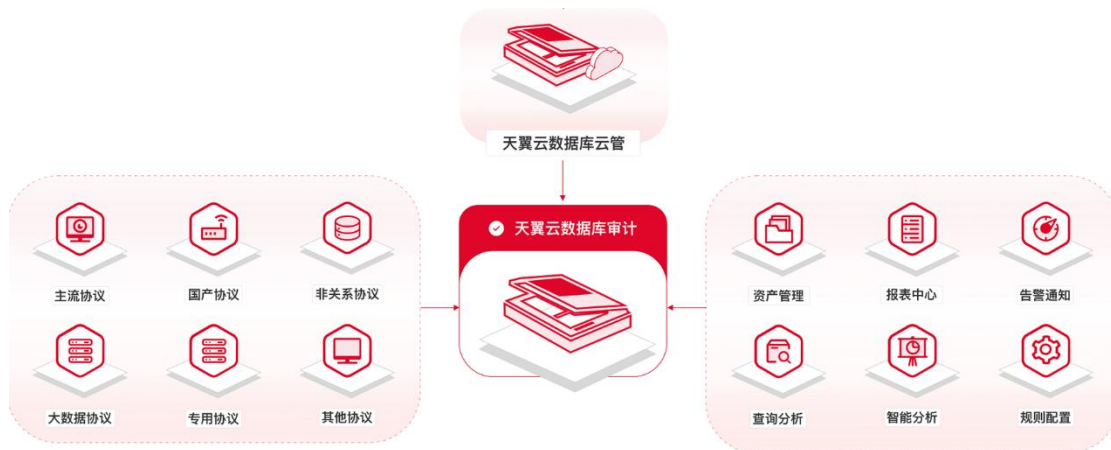 天翼云数据库云管
天翼云数据库审计
主流协议
国产协议
非关系协议
大数据协议
专用协议
其他协议
资产管理
报表中心
告警通知
查询分析
智能分析
规则配置